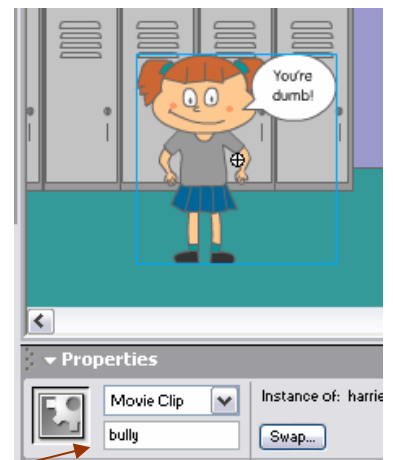 You're
dumb!
Properties
Movie Clip
Instance of: harrie
bully
Swap...